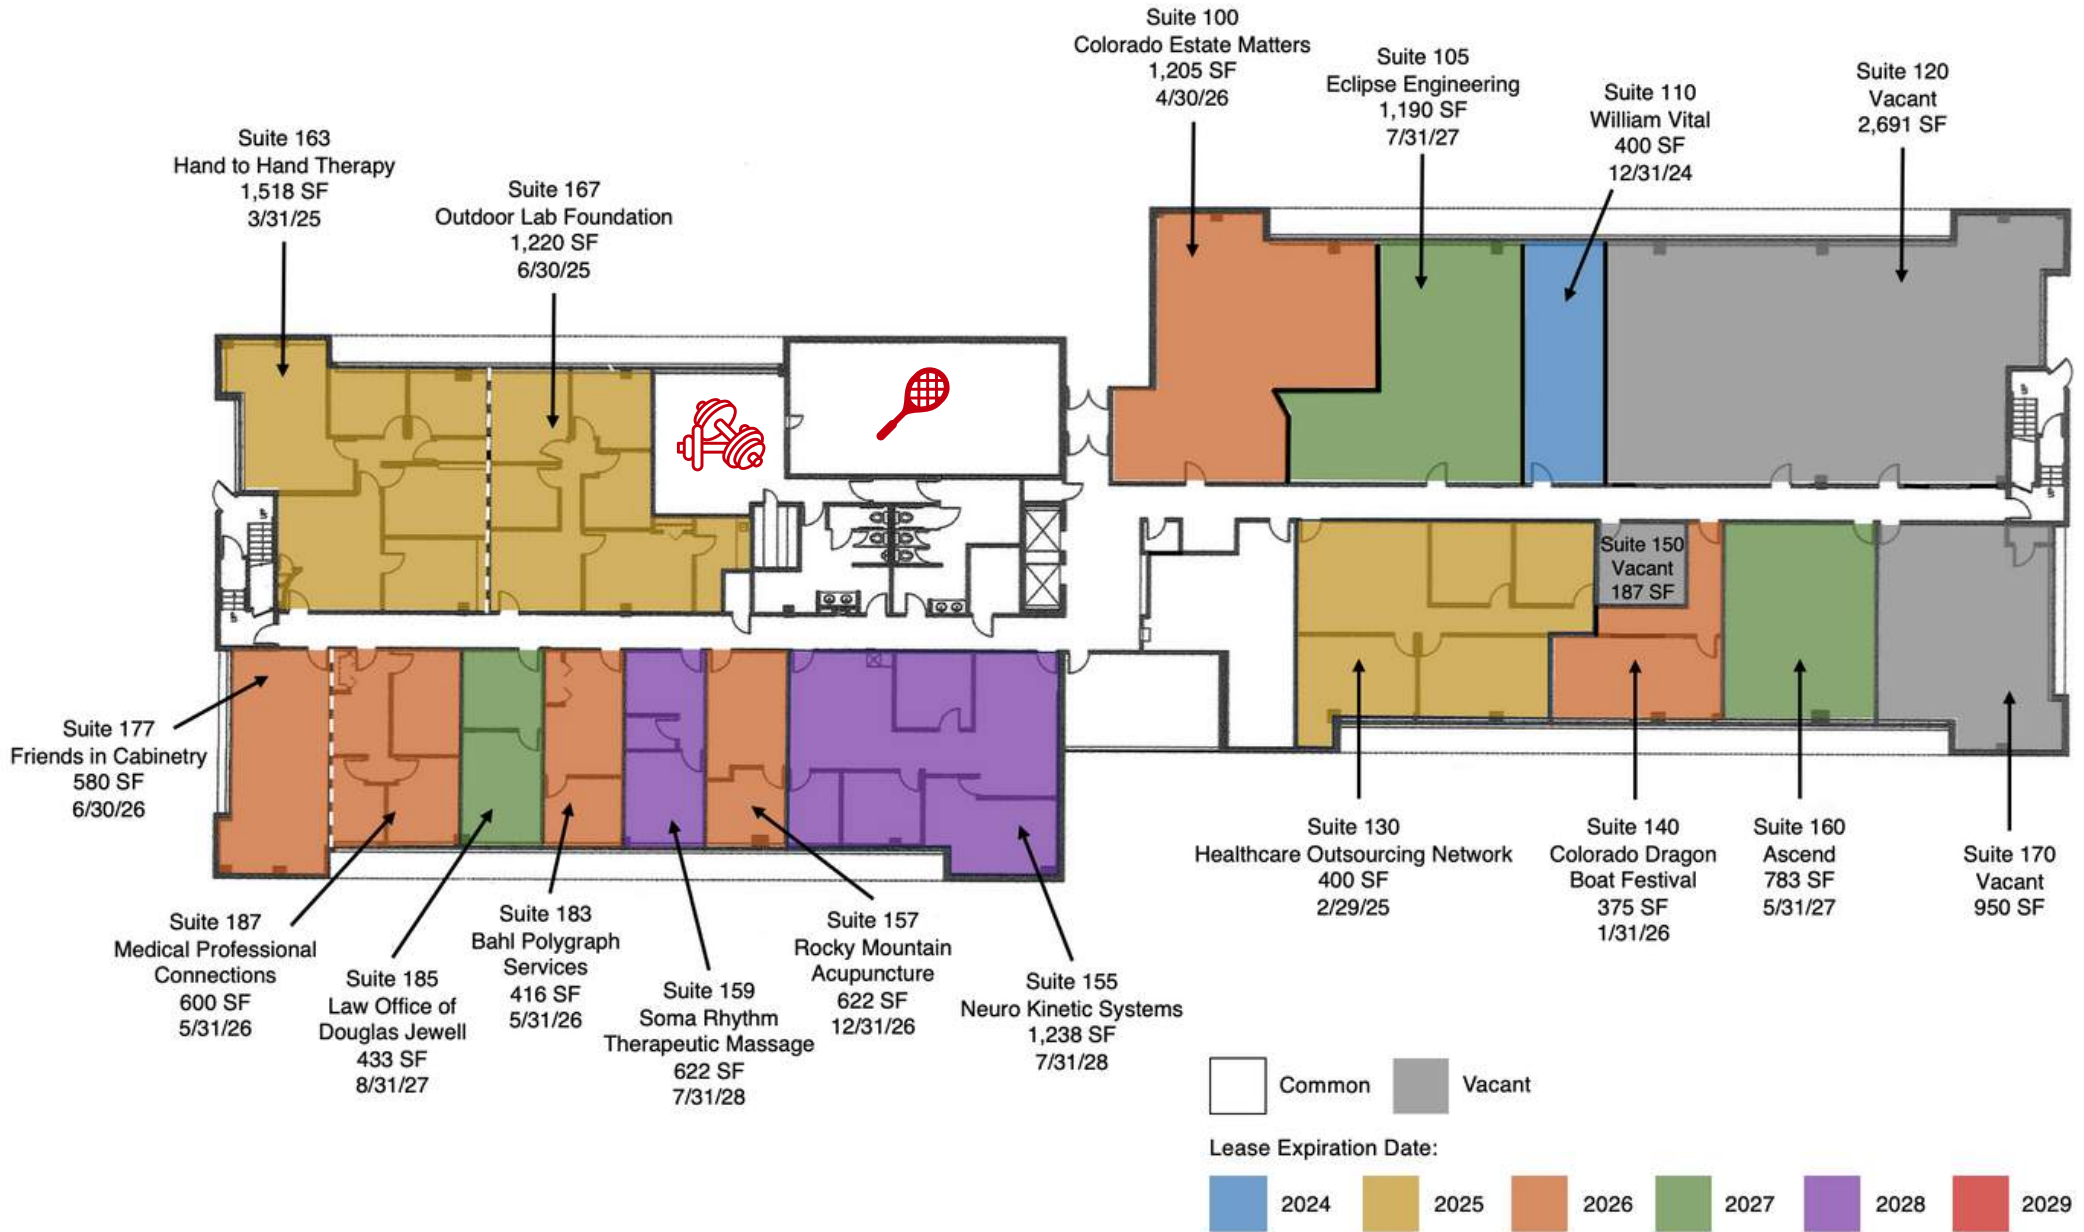 Suite 100
Colorado Estate Matters
1,205 SF
4/30/26
Suite 105
Eclipse Engineering
1,190 SF
7/31/27
Suite 110
William Vital
400 SF
12/31/24
Suite 120
Vacant
2,691 SF
Suite 163
Hand to Hand Therapy
1,518 SF
3/31/25
Suite 167
Outdoor Lab Foundation
1,220 SF
6/30/25
Suite 150
Vacant
187 SF
Suite 177
Friends in Cabinetry
580 SF
6/30/26
Suite 187
Medical Professional
Connections
600 SF
5/31/26
Suite 185
Law Office of
Douglas Jewell
433 SF
8/31/27
Suite 183
Bahl Polygraph
Services
416 SF
5/31/26
Suite 159
Soma Rhythm
Therapeutic Massage
622 SF
7/31/28
Suite 157
Rocky Mountain
Acupuncture
622 SF
12/31/26
Suite 155
Neuro Kinetic Systems
1,238 SF
7/31/28
Suite 130
Healthcare Outsourcing Network
400 SF
2/29/25
Suite 140
Colorado Dragon
Boat Festival
375 SF
1/31/26
Suite 160
Ascend
783 SF
5/31/27
Suite 170
Vacant
950 SF
Common
Vacant
Lease Expiration Date:
2024
2025
2026
2027
2028
2029